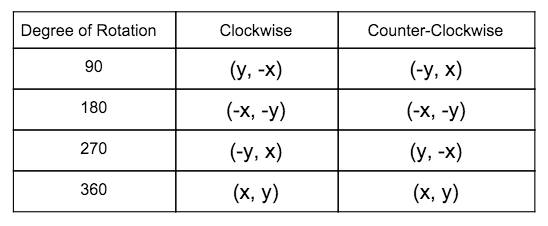 Degree of Rotation Clockwise Counter-Clockwise
90 (y, -x) (-y, x)
180 (-x, -y) (-x, -y)
270 (-y, x) (y, -x)
360 (x, y) (x, y)